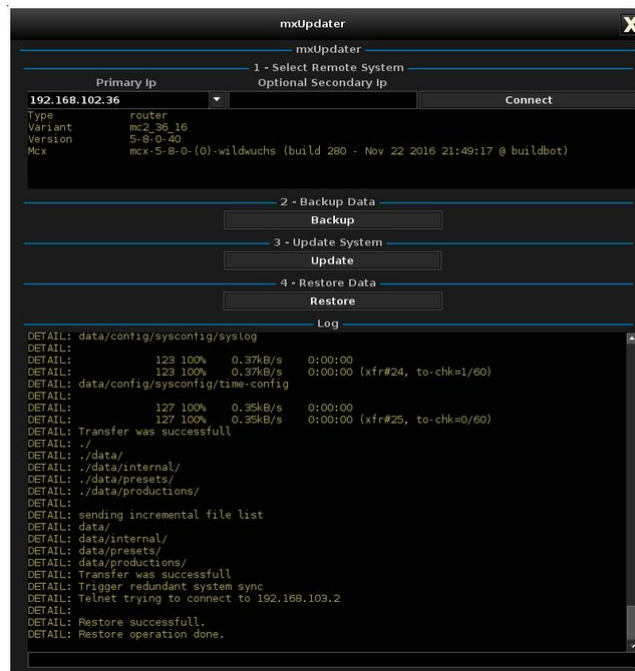 mxUpdater
mxUpdater
1 - Select Remote System
Primary Ip Optional Secondary Ip
192.168.102.36 Connect
Type router
Variant mc2_36_16
Version 5-8-0-40
Mcx mcx-5-8-0-(0)-wildwuchs (build 280 - Nov 22 2016 21:49:17 @ buildbot)
2 - Backup Data
Backup
3 - Update System
Update
4 - Restore Data
Restore
Log
DETAIL: data/config/sysconfig/syslog
DETAIL:
DETAIL: 123 100% 0.37kB/s 0:00:00
DETAIL: 123 100% 0.37kB/s 0:00:00 (xfr#24, to-chk=1/60)
DETAIL: data/config/sysconfig/time-config
DETAIL:
DETAIL: 127 100% 0.35kB/s 0:00:00
DETAIL: 127 100% 0.35kB/s 0:00:00 (xfr#25, to-chk=0/60)
DETAIL: Transfer was successfull
DETAIL: ./
DETAIL: ./data/
DETAIL: ./data/internal/
DETAIL: ./data/presets/
DETAIL: ./data/productions/
DETAIL:
DETAIL: sending incremental file list
DETAIL: data/
DETAIL: data/internal/
DETAIL: data/presets/
DETAIL: data/productions/
DETAIL: Transfer was successfull
DETAIL: Trigger redundant system sync
DETAIL: Telnet trying to connect to 192.168.103.2
DETAIL:
DETAIL: Restore successfull.
DETAIL: Restore operation done.